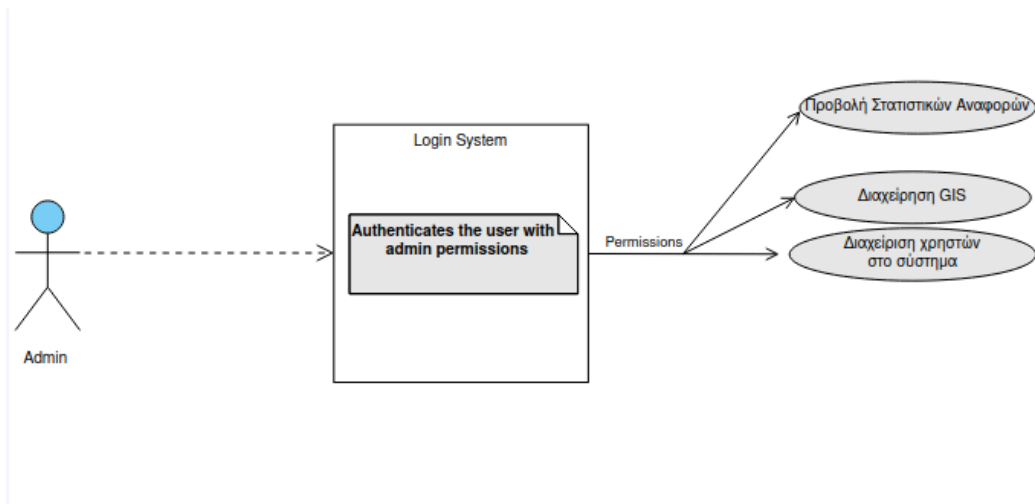 Login System
Authenticates the user with
admin permissions
Admin
Permissions
Προβολή Στατιστικών Αναφορών
Διαχείρηση GIS
Διαχείριση χρηστών
στο σύστημα